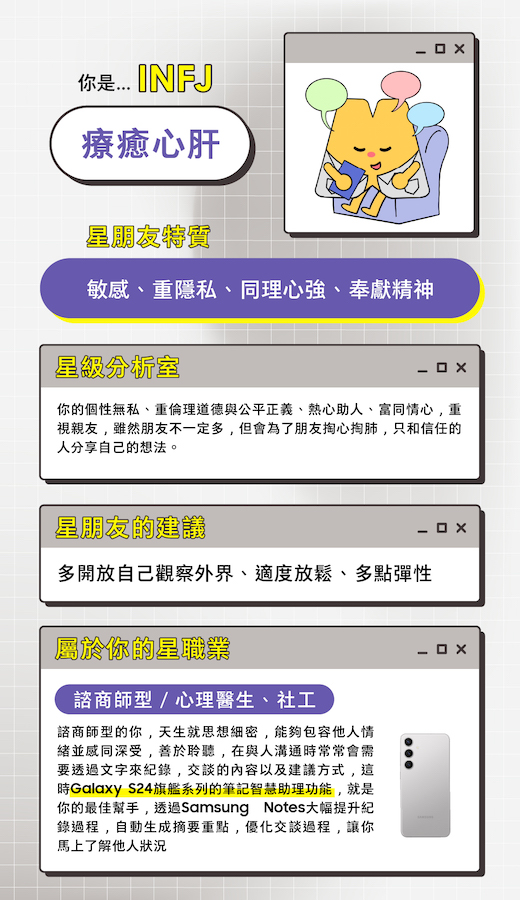 你是... INFJ
療癒心肝
星朋友特質
敏感、重隱私、同理心強、奉獻精神
星級分析室
你的個性無私、重倫理道德與公平正義、熱心助人、富同情心，重
視親友，雖然朋友不一定多，但會為了朋友掏心掏肺，只和信任的
人分享自己的想法。
星朋友的建議
多開放自己觀察外界、適度放鬆、多點彈性
屬於你的星職業
諮商師型 / 心理醫生、社工
諮商師型的你，天生就思想細密，能夠包容他人情
緒並感同深受，善於聆聽，在與人溝通時常常會需
要透過文字來紀錄，交談的內容以及建議方式，這
時Galaxy S24旗艦系列的筆記智慧助理功能，就是
你的最佳幫手，透過Samsung Notes大幅提升紀
錄過程，自動生成摘要重點，優化交談過程，讓你
馬上了解他人狀況